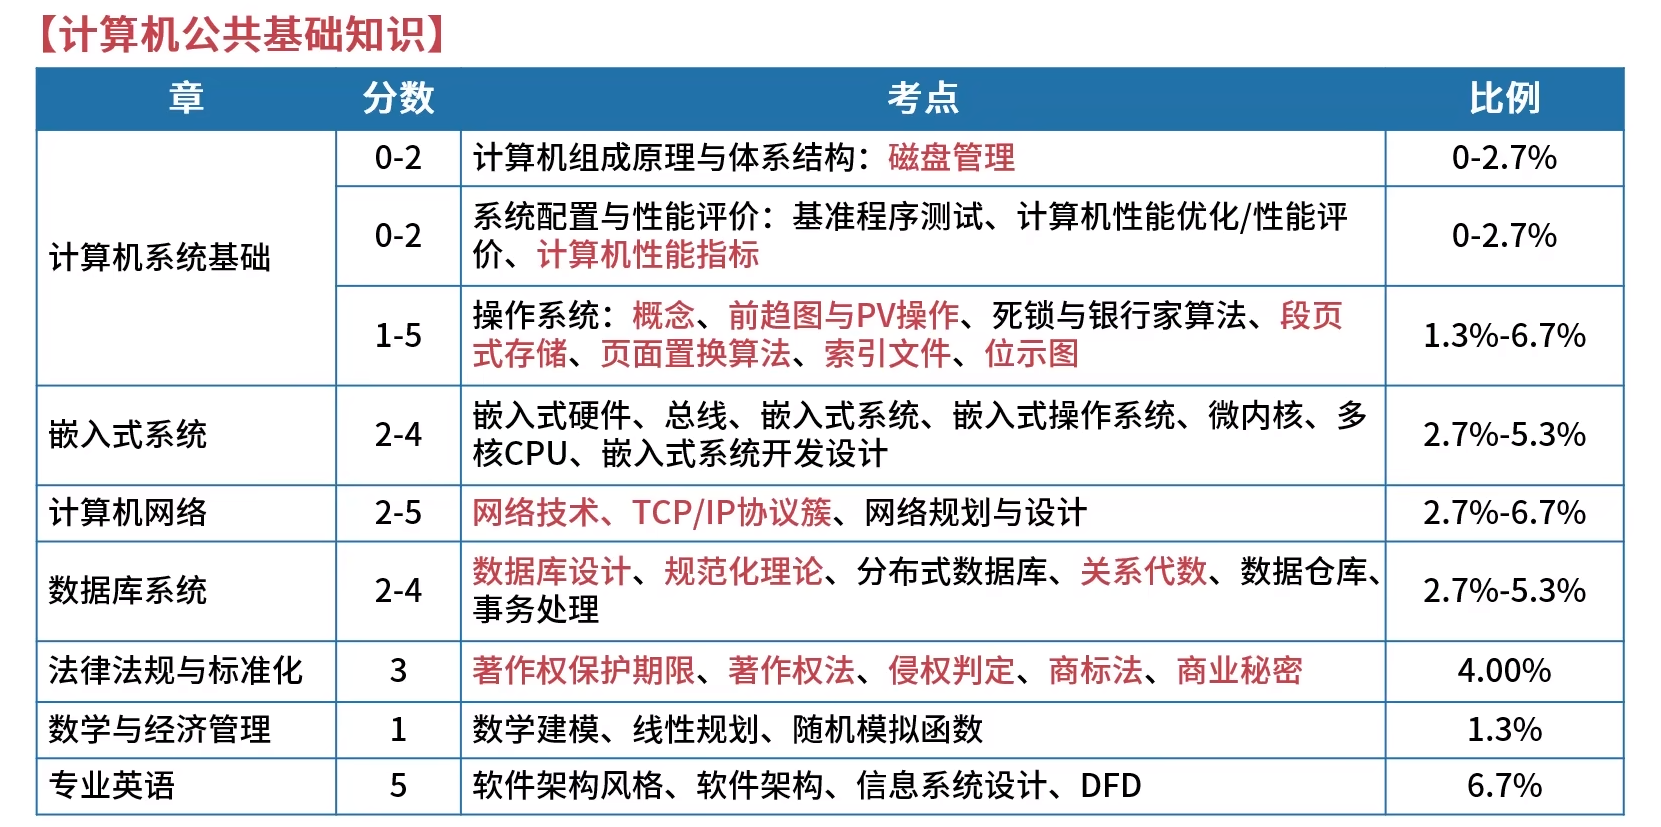 【计算机公共基础知识】
章 分数 考点 比例
计算机系统基础
0-2 计算机组成原理与体系结构：磁盘管理 0-2.7%
0-2 系统配置与性能评价：基准程序测试、计算机性能优化/性能评
价、计算机性能指标 0-2.7%
1-5 操作系统：概念、前趋图与PV操作、死锁与银行家算法、段页
式存储、页面置换算法、索引文件、位示图 1.3%-6.7%
嵌入式系统 2-4 嵌入式硬件、总线、嵌入式系统、嵌入式操作系统、微内核、多
核CPU、嵌入式系统开发设计 2.7%-5.3%
计算机网络 2-5 网络技术、TCP/IP协议簇、网络规划与设计 2.7%-6.7%
数据库系统 2-4 数据库设计、规范化理论、分布式数据库、关系代数、数据仓库、
事务处理 2.7%-5.3%
法律法规与标准化 3 著作权保护期限、著作权法、侵权判定、商标法、商业秘密 4.00%
数学与经济管理 1 数学建模、线性规划、随机模拟函数 1.3%
专业英语 5 软件架构风格、软件架构、信息系统设计、DFD 6.7%